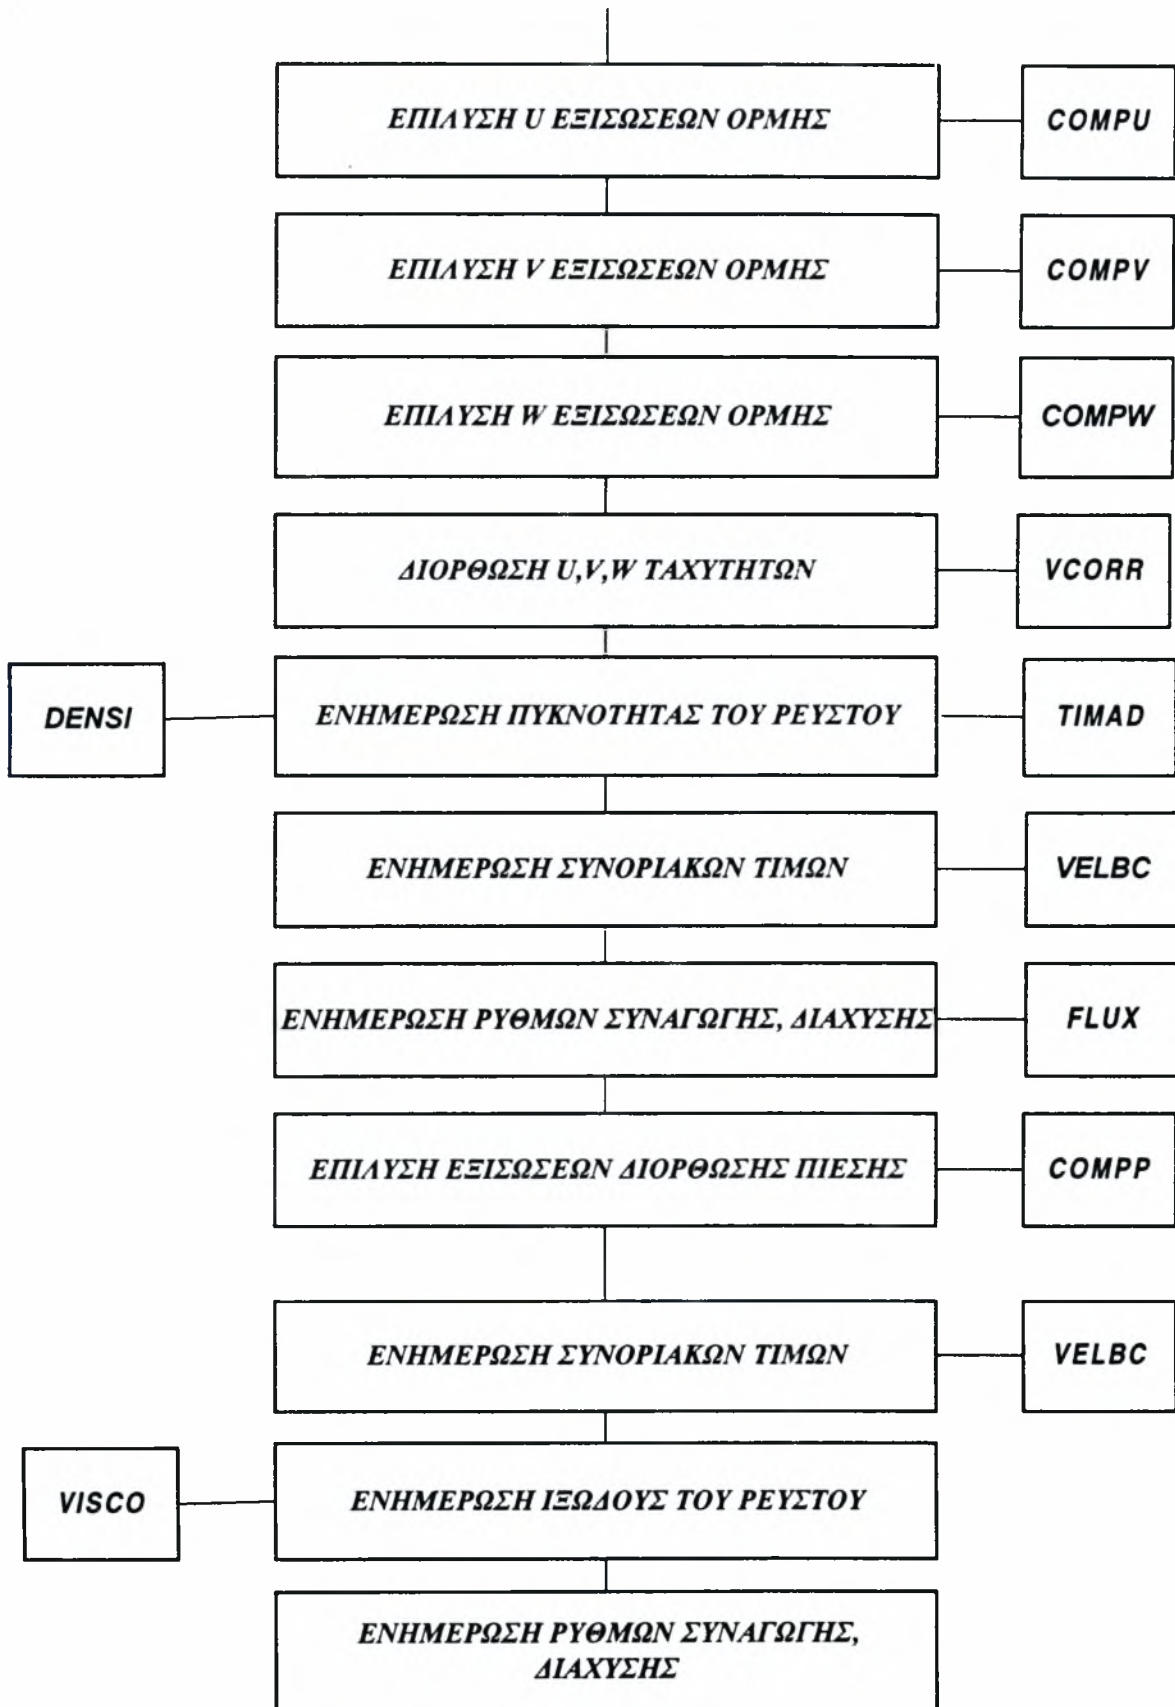 ΕΠΙΛΥΣΗ U ΕΞΙΣΩΣΕΩΝ ΟΡΜΗΣ
COMPU
ΕΠΙΛΥΣΗ V ΕΞΙΣΩΣΕΩΝ ΟΡΜΗΣ
COMPV
ΕΠΙΛΥΣΗ W ΕΞΙΣΩΣΕΩΝ ΟΡΜΗΣ
COMPW
ΔΙΟΡΘΩΣΗ U,V,W ΤΑΧΥΤΗΤΩΝ
VCORR
DENSI
ΕΝΗΜΕΡΩΣΗ ΠΥΚΝΟΤΗΤΑΣ ΤΟΥ ΡΕΥΣΤΟΥ
TIMAD
ΕΝΗΜΕΡΩΣΗ ΣΥΝΟΡΙΑΚΩΝ ΤΙΜΩΝ
VELBC
ΕΝΗΜΕΡΩΣΗ ΡΥΘΜΩΝ ΣΥΝΑΓΩΓΗΣ, ΔΙΑΧΥΣΗΣ
FLUX
ΕΠΙΛΥΣΗ ΕΞΙΣΩΣΕΩΝ ΔΙΟΡΘΩΣΗΣ ΠΙΕΣΗΣ
COMPP
ΕΝΗΜΕΡΩΣΗ ΣΥΝΟΡΙΑΚΩΝ ΤΙΜΩΝ
VELBC
VISCO
ΕΝΗΜΕΡΩΣΗ ΙΞΩΔΟΥΣ ΤΟΥ ΡΕΥΣΤΟΥ
ΕΝΗΜΕΡΩΣΗ ΡΥΘΜΩΝ ΣΥΝΑΓΩΓΗΣ,
ΔΙΑΧΥΣΗΣ